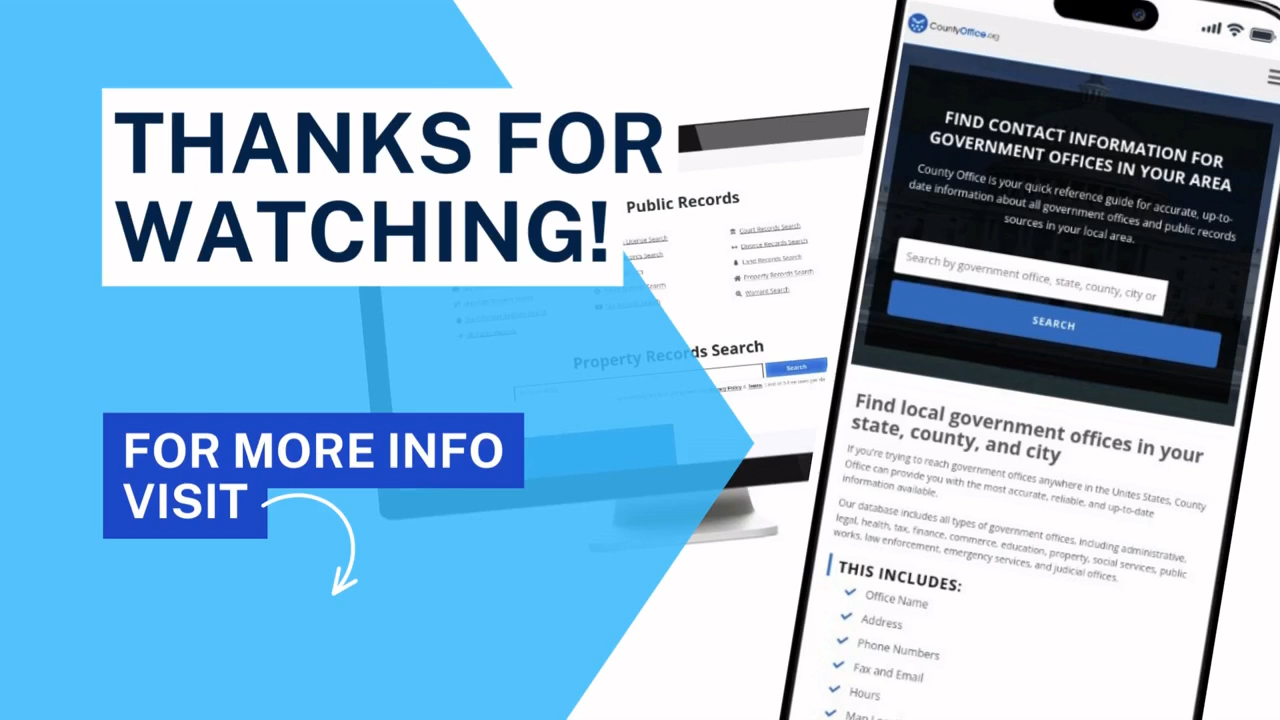 THANKS FOR
WATCHING!
FOR MORE INFO
VISIT
Public Records
License Search
Court Records Search
Divorce Records Search
Land Records Search
Property Records Search
Warrant Search
Property Records Search
Search
CountyOffice.org
FIND CONTACT INFORMATION FOR
GOVERNMENT OFFICES IN YOUR AREA
County Office is your quick reference guide for accurate, up-to-
date information about all government offices and public records
sources in your local area.
Search by government office, state, county, city or
SEARCH
Find local government offices in your
state, county, and city
If you're trying to reach government offices anywhere in the Unites States, County
Office can provide you with the most accurate, reliable, and up-to-date
information available.
Our database includes all types of government offices, including administrative,
legal, health, tax, finance, commerce, education, property, social services, public
works, law enforcement, emergency services, and judicial offices.
THIS INCLUDES:
Office Name
Address
Phone Numbers
Fax and Email
Hours